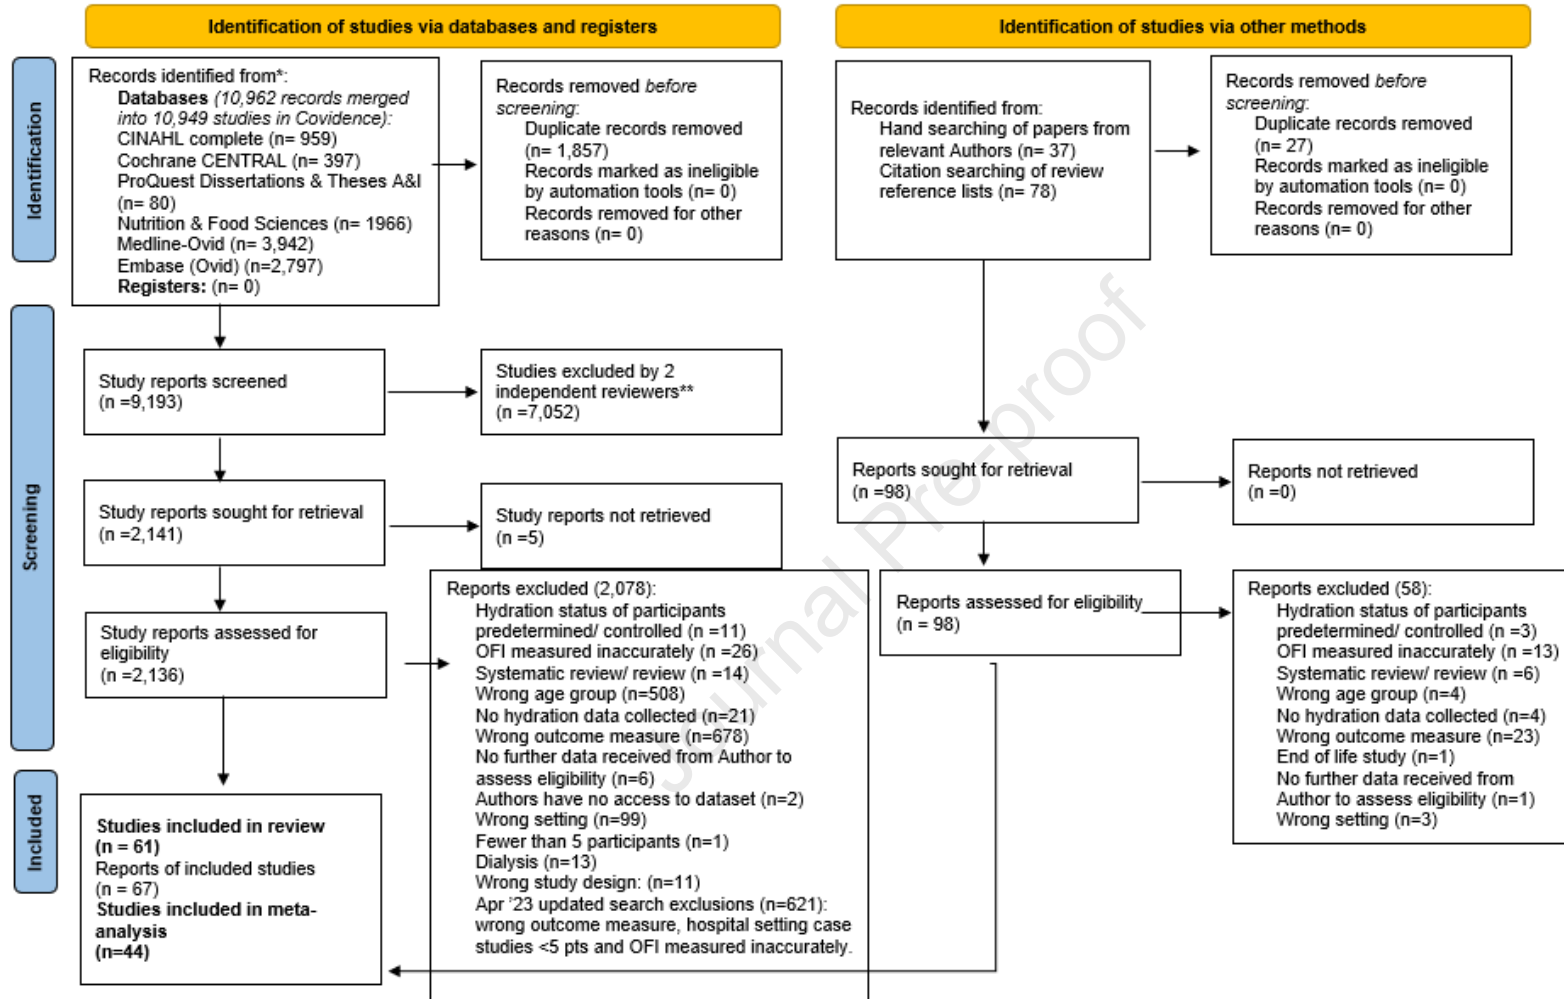 Identification of studies via databases and registers
Identification of studies via other methods
Identification
Records identified from*:
Databases (10,962 records merged
into 10,949 studies in Covidence):
CINAHL complete (n= 959)
Cochrane CENTRAL (n= 397)
ProQuest Dissertations & Theses A&I
(n= 80)
Nutrition & Food Sciences (n= 1966)
Medline-Ovid (n= 3,942)
Embase (Ovid) (n=2,797)
Registers: (n= 0)
Records removed before
screening:
Duplicate records removed
(n= 1,857)
Records marked as ineligible
by automation tools (n= 0)
Records removed for other
reasons (n= 0)
Records identified from:
Hand searching of papers from
relevant Authors (n= 37)
Citation searching of review
reference lists (n= 78)
Records removed before
screening:
Duplicate records removed
(n= 27)
Records marked as ineligible
by automation tools (n= 0)
Records removed for other
reasons (n= 0)
Screening
Study reports screened
(n =9,193)
Studies excluded by 2
independent reviewers**
(n =7,052)
Study reports sought for retrieval
(n =2,141)
Study reports not retrieved
(n =5)
Reports sought for retrieval
(n =98)
Reports not retrieved
(n =0)
Study reports assessed for
eligibility
(n =2,136)
Reports excluded (2,078):
Hydration status of participants
predetermined/ controlled (n =11)
OFI measured inaccurately (n =26)
Systematic review/ review (n =14)
Wrong age group (n=508)
No hydration data collected (n=21)
Wrong outcome measure (n=678)
No further data received from Author to
assess eligibility (n=6)
Authors have no access to dataset (n=2)
Wrong setting (n=99)
Fewer than 5 participants (n=1)
Dialysis (n=13)
Wrong study design: (n=11)
Apr '23 updated search exclusions (n=621):
wrong outcome measure, hospital setting case
studies <5 pts and OFI measured inaccurately.
Reports assessed for eligibility
(n = 98)
Reports excluded (58):
Hydration status of participants
predetermined/ controlled (n =3)
OFI measured inaccurately (n =13)
Systematic review/ review (n =6)
Wrong age group (n=4)
No hydration data collected (n=4)
Wrong outcome measure (n=23)
End of life study (n=1)
No further data received from
Author to assess eligibility (n=1)
Wrong setting (n=3)
Included
Studies included in review
(n = 61)
Reports of included studies
(n = 67)
Studies included in meta-
analysis
(n=44)
Journal Pre-proof